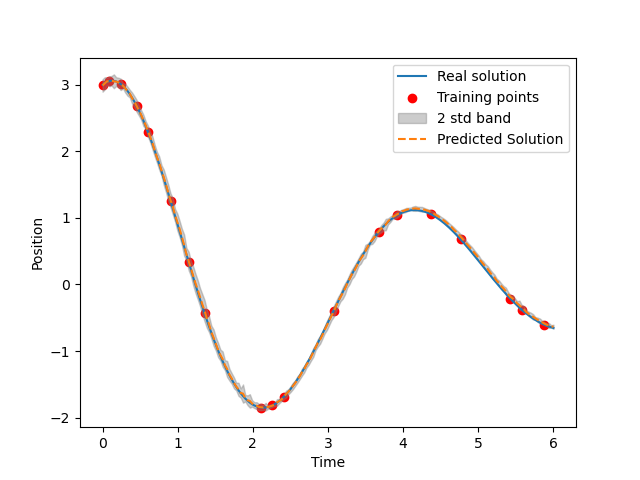 3
2
1
0
−1
−2
Position
0
1
2
3
4
5
6
Time
Real solution
Training points
2 std band
Predicted Solution